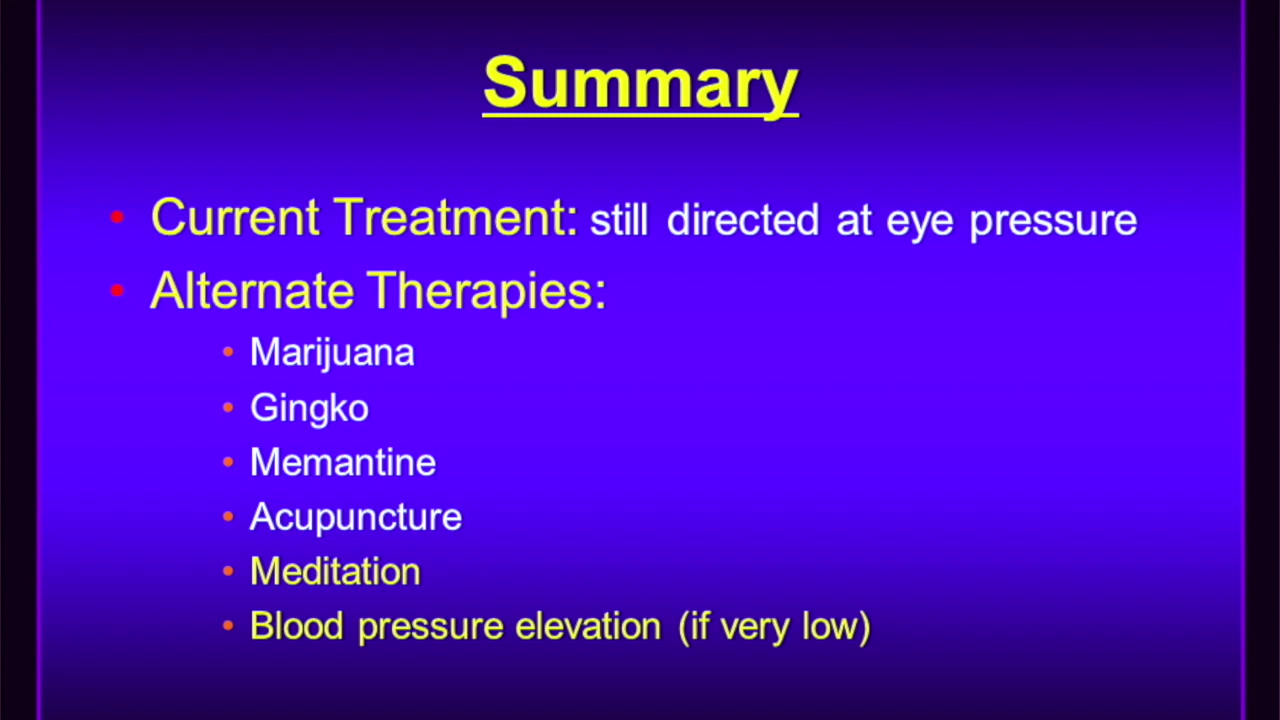 Summary
• Current Treatment: still directed at eye pressure
• Alternate Therapies:
• Marijuana
• Gingko
• Memantine
• Acupuncture
• Meditation
• Blood pressure elevation (if very low)